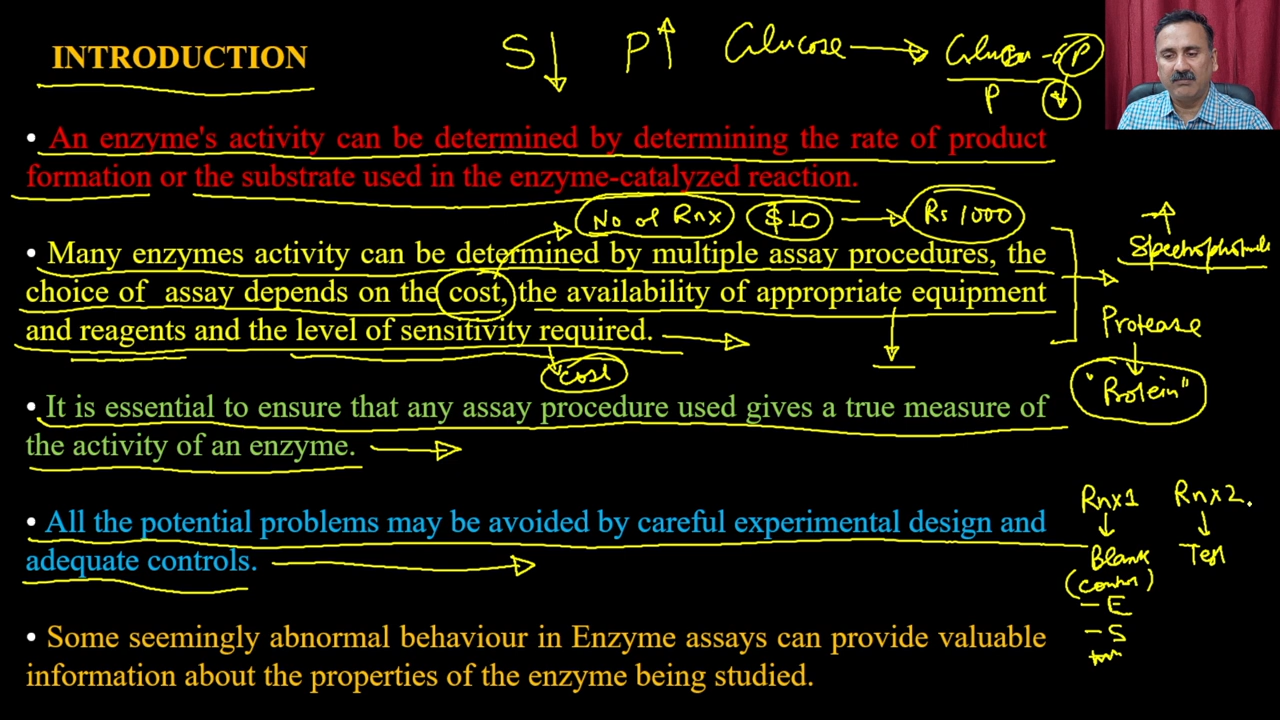 INTRODUCTION
S↓ P↑ Glucose → Glucose -6(P)
P ↓
• An enzyme's activity can be determined by determining the rate of product
formation or the substrate used in the enzyme-catalyzed reaction.
No of Rnx $10 → Rs 1000
• Many enzymes activity can be determined by multiple assay procedures, the
choice of assay depends on the cost, the availability of appropriate equipment
and reagents and the level of sensitivity required.
cost
Protease
"Protein"
• It is essential to ensure that any assay procedure used gives a true measure of
the activity of an enzyme.
Rnx1 Rnx2.
• All the potential problems may be avoided by careful experimental design and
adequate controls.
Blank Test
(Control)
- E
- S
• Some seemingly abnormal behaviour in Enzyme assays can provide valuable
information about the properties of the enzyme being studied.